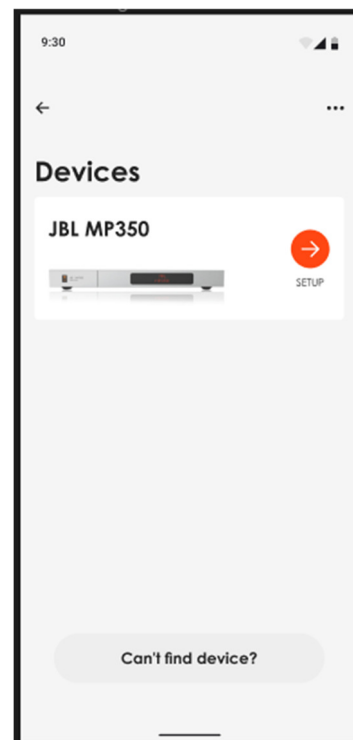 9:30
Devices
JBL MP350
SETUP
Can't find device?